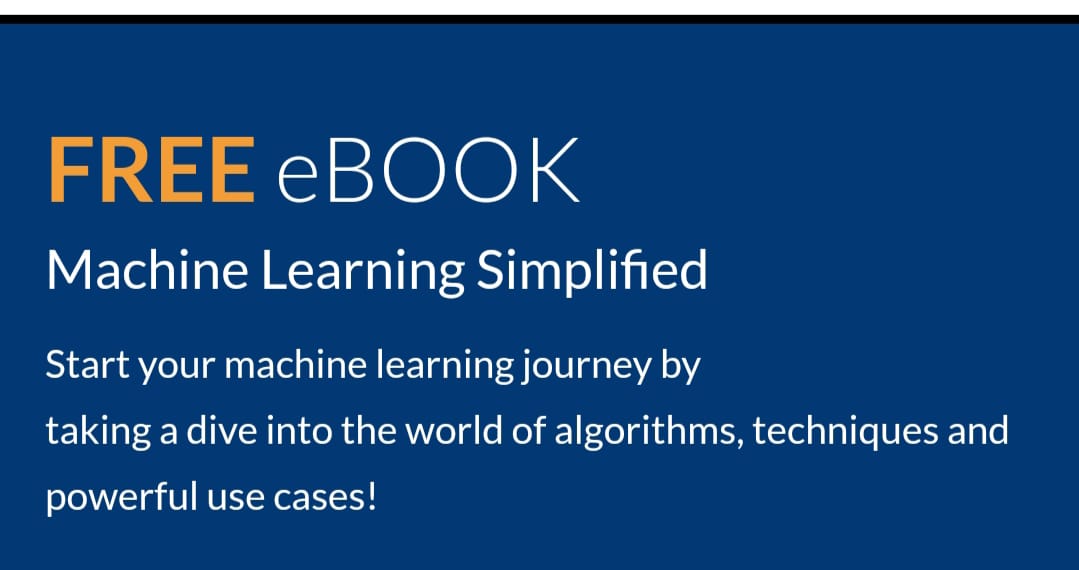 FREE eBOOK
Machine Learning Simplified
Start your machine learning journey by
taking a dive into the world of algorithms, techniques and
powerful use cases!